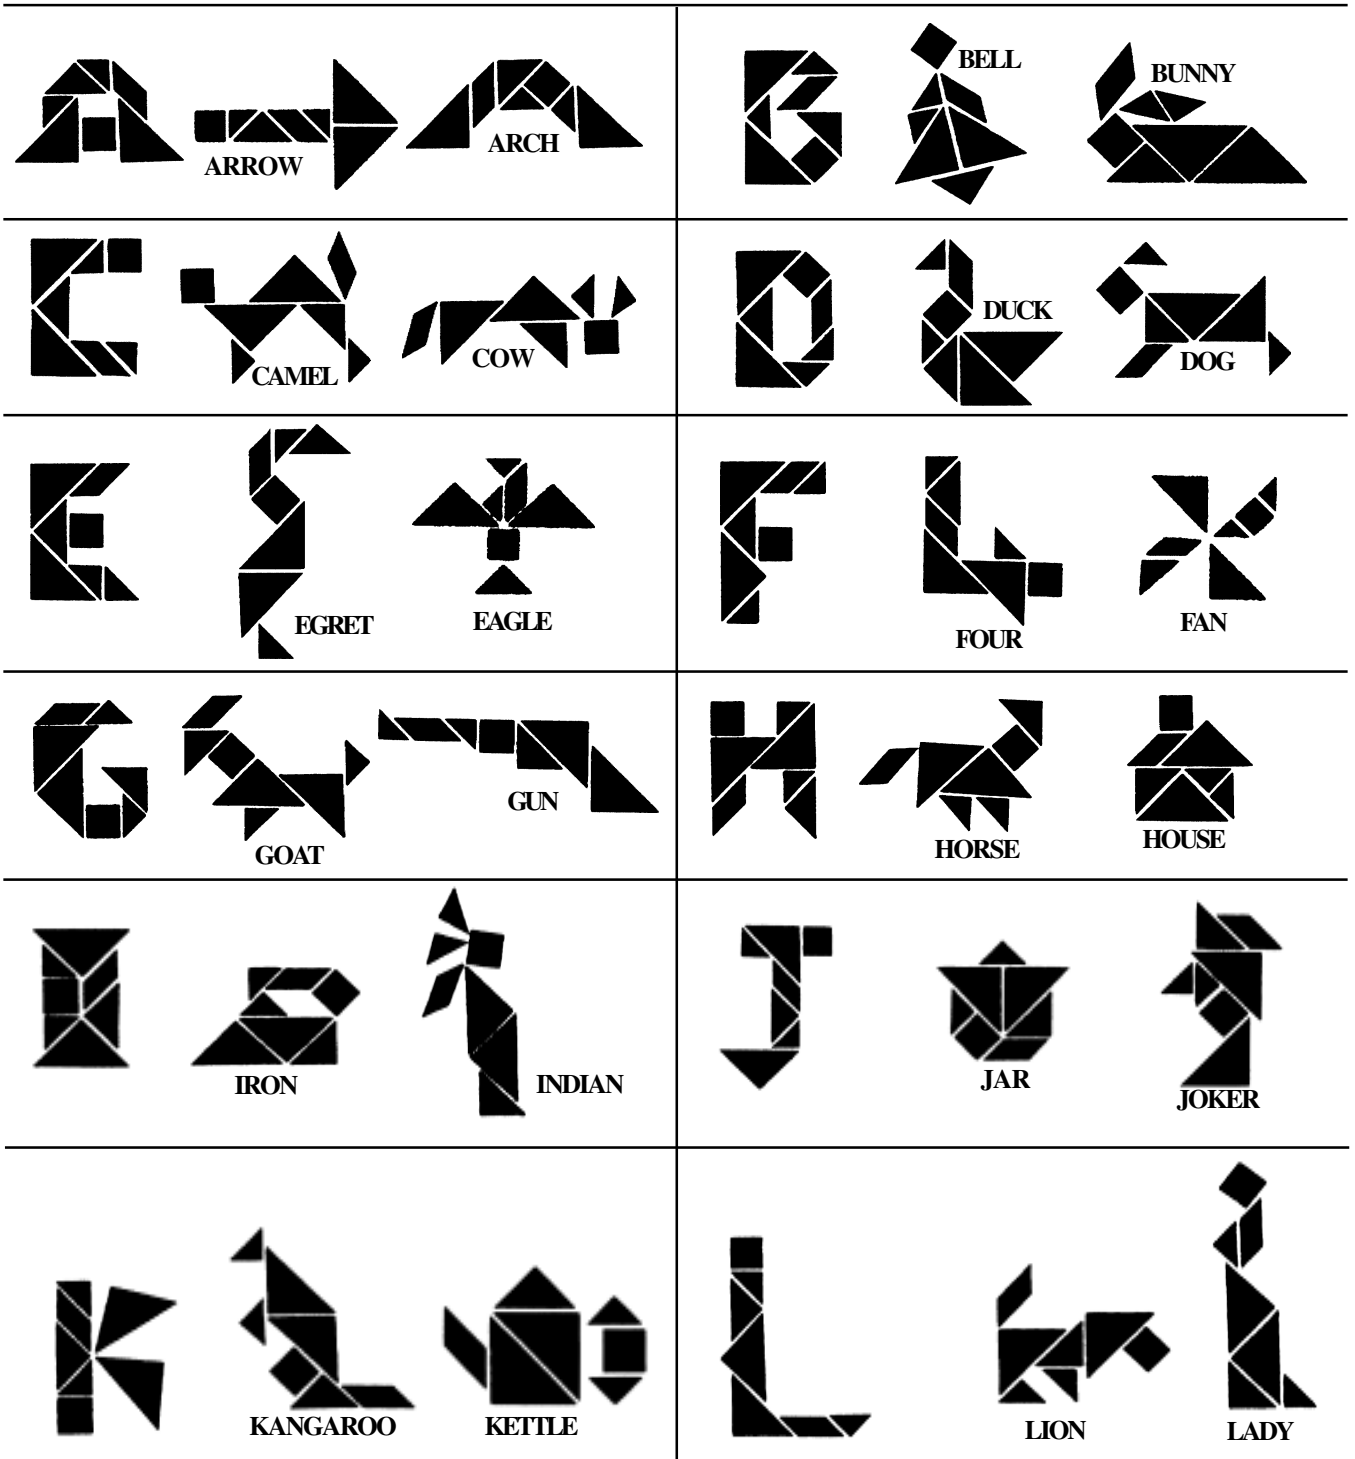 ARROW
ARCH
BELL
BUNNY
CAMEL
COW
DUCK
DOG
EGRET
EAGLE
FOUR
FAN
GOAT
GUN
HORSE
HOUSE
IRON
INDIAN
JAR
JOKER
KANGAROO
KETTLE
LION
LADY